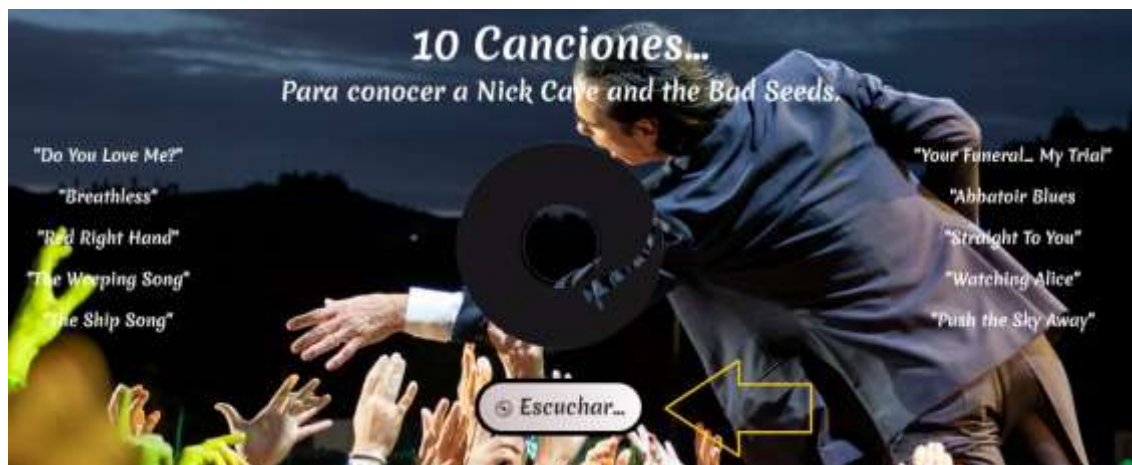 10 Canciones...
Para conocer a Nick Cave and the Bad Seeds.
"Do You Love Me?"
"Breathless"
"Red Right Hand"
"The Weeping Song"
"The Ship Song"
"Your Funeral... My Trial"
"Abbatoir Blues
"Straight To You"
"Watching Alice"
"Push the Sky Away"
Escuchar...